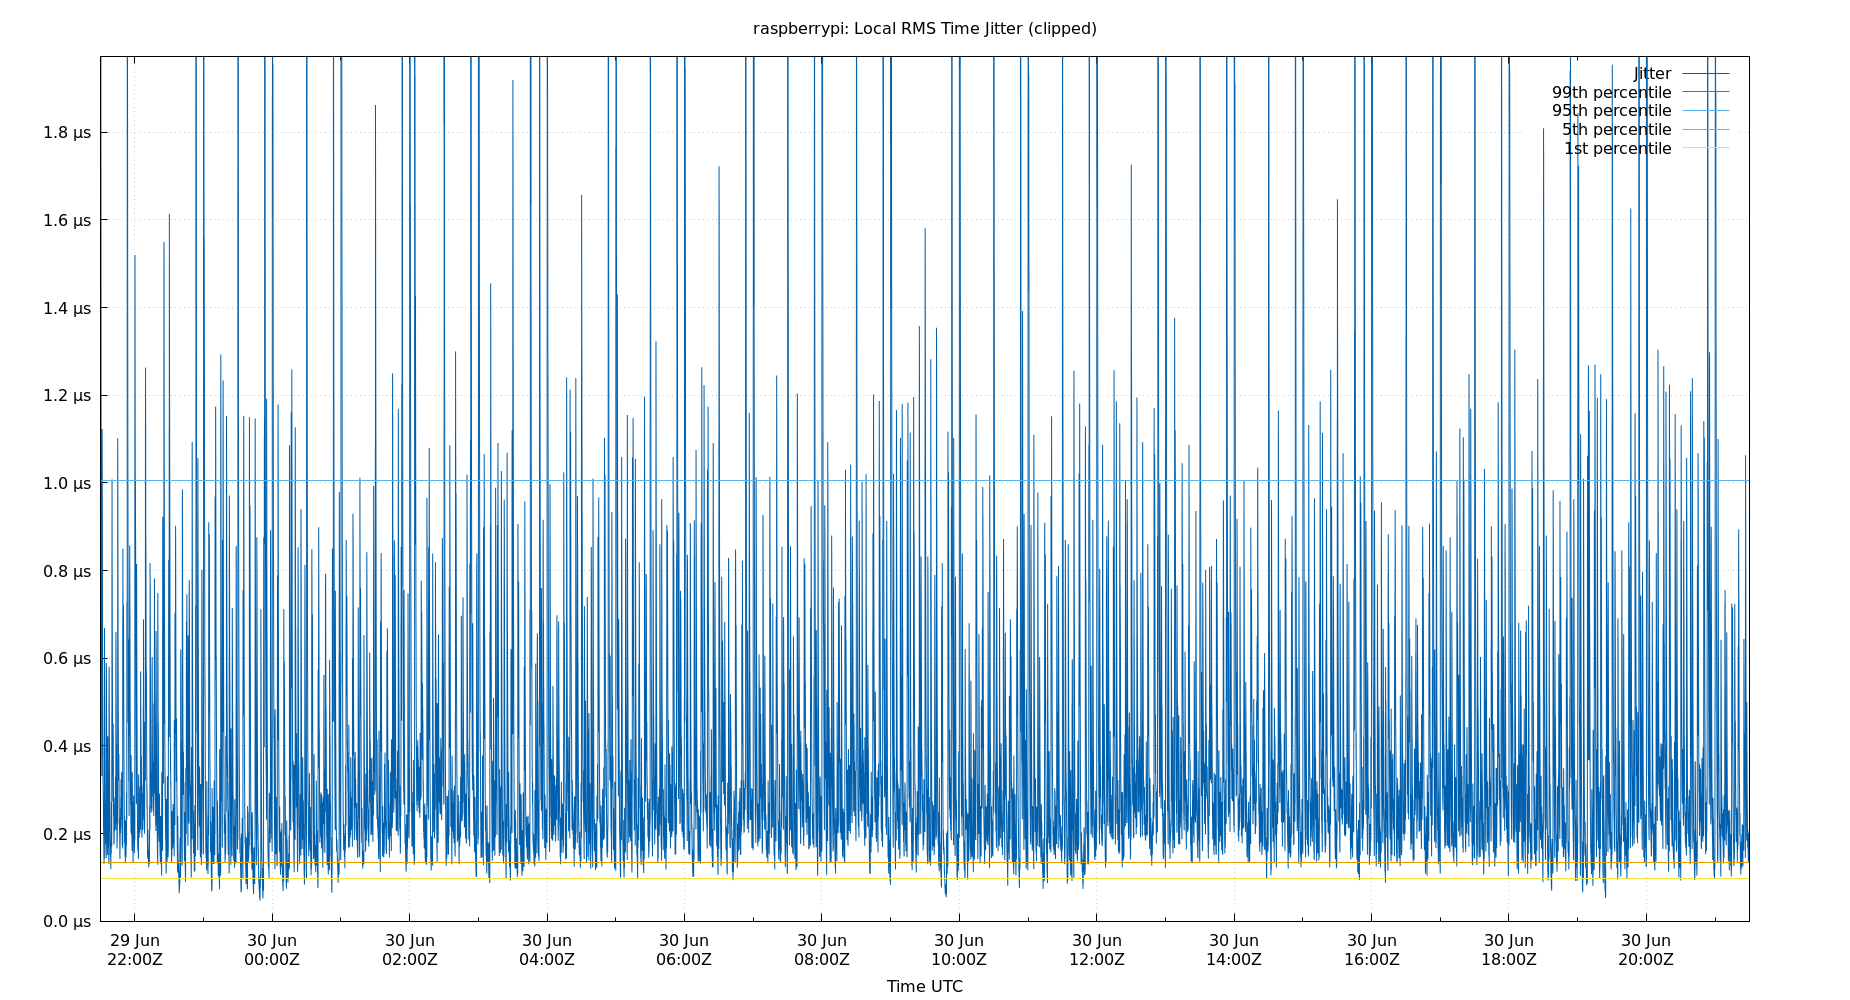 raspberrypi: Local RMS Time Jitter (clipped)
Jitter
99th percentile
95th percentile
5th percentile
1st percentile
1.8 μs
1.6 μs
1.4 μs
1.2 μs
1.0 μs
0.8 μs
0.6 μs
0.4 μs
0.2 μs
0.0 μs
29 Jun 30 Jun 30 Jun 30 Jun 30 Jun 30 Jun 30 Jun 30 Jun 30 Jun 30 Jun 30 Jun 30 Jun
22:00Z 00:00Z 02:00Z 04:00Z 06:00Z 08:00Z 10:00Z 12:00Z 14:00Z 16:00Z 18:00Z 20:00Z
Time UTC